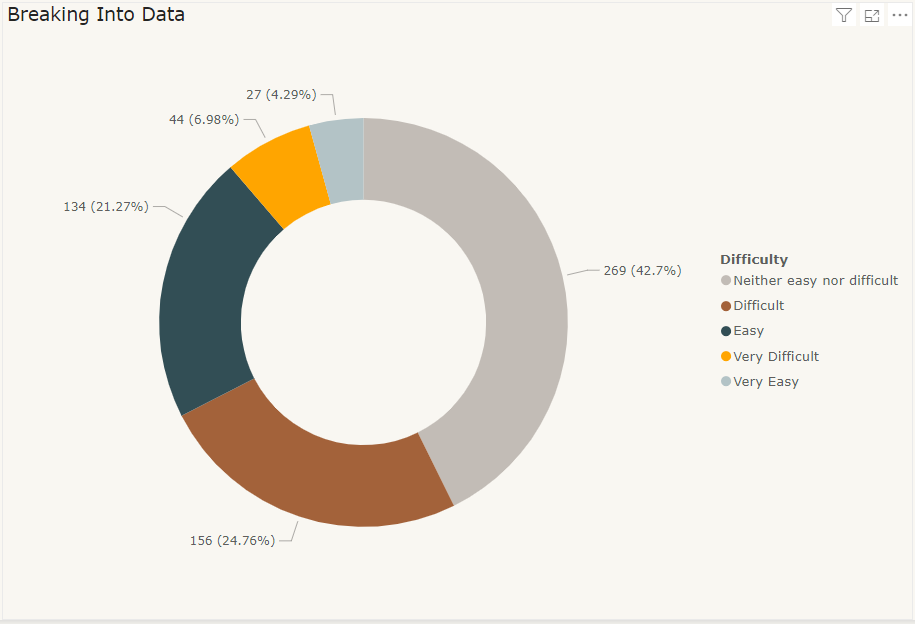 Breaking Into Data
27 (4.29%)
44 (6.98%)
134 (21.27%)
269 (42.7%)
156 (24.76%)
Difficulty
Neither easy nor difficult
Difficult
Easy
Very Difficult
Very Easy